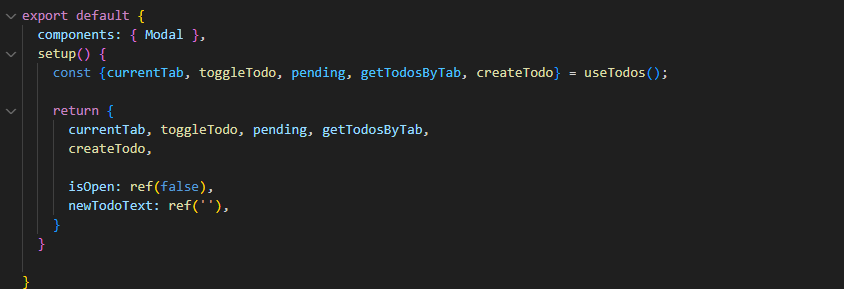 export default {
components: { Modal },
setup() {
const {currentTab, toggleTodo, pending, getTodosByTab, createTodo} = useTodos();
return {
currentTab, toggleTodo, pending, getTodosByTab,
createTodo,
isOpen: ref(false),
newTodoText: ref(''),
}
}
}